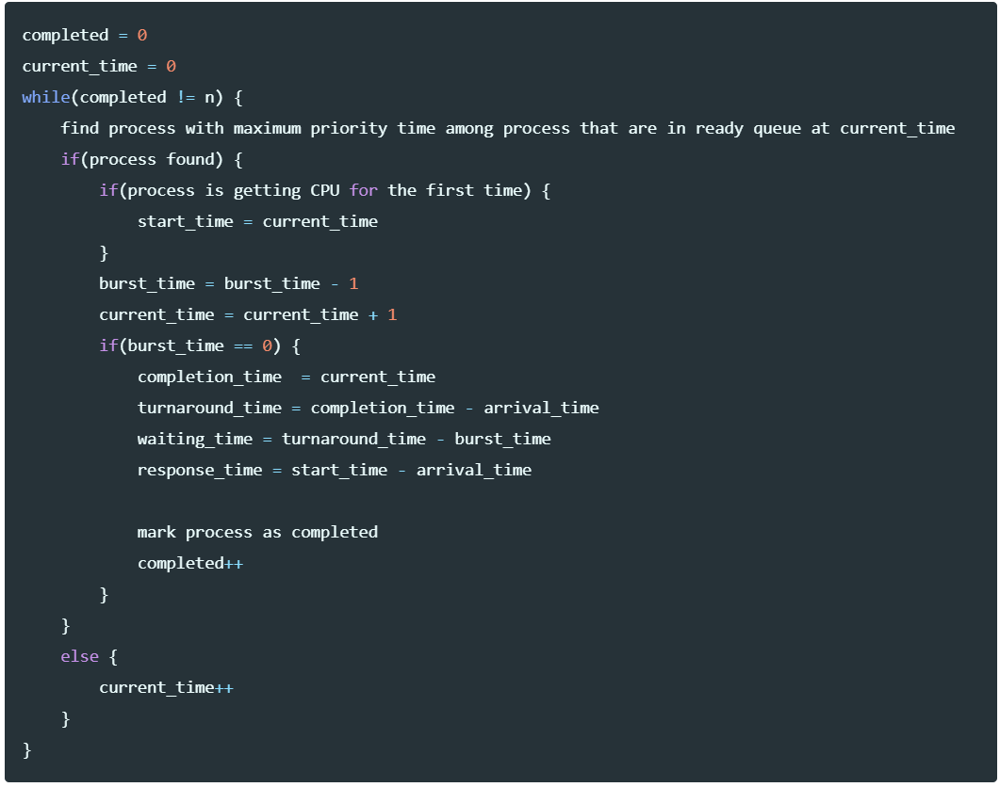 completed = 0
current_time = 0
while(completed != n) {
    find process with maximum priority time among process that are in ready queue at current_time
    if(process found) {
        if(process is getting CPU for the first time) {
            start_time = current_time
        }
        burst_time = burst_time - 1
        current_time = current_time + 1
        if(burst_time == 0) {
            completion_time  = current_time
            turnaround_time = completion_time - arrival_time
            waiting_time = turnaround_time - burst_time
            response_time = start_time - arrival_time

            mark process as completed
            completed++
        }
    }
    else {
        current_time++
    }
}